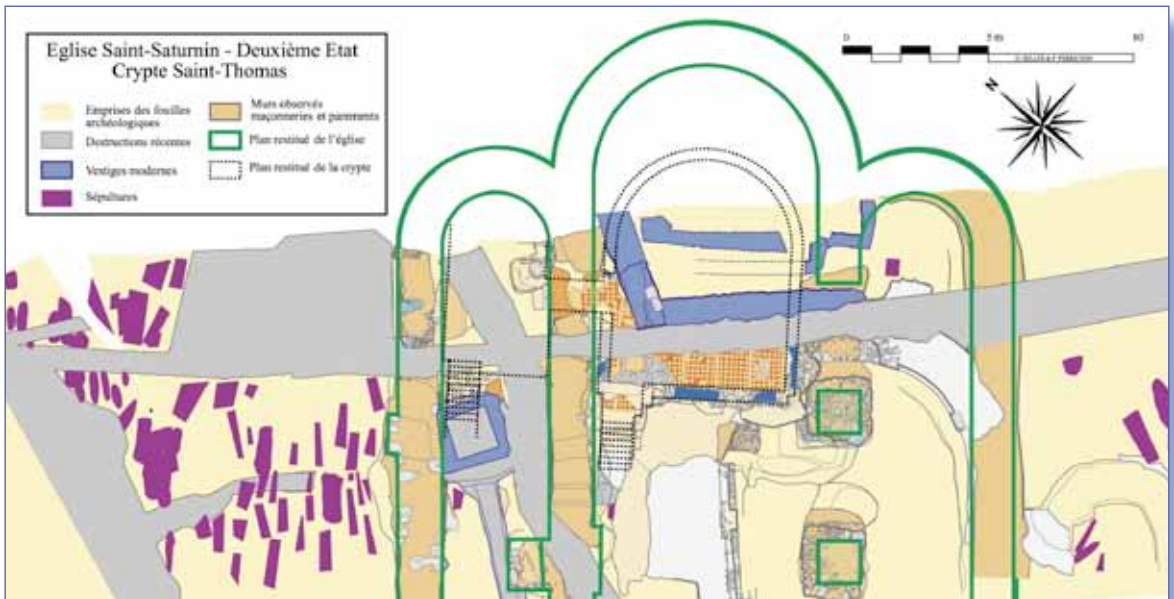 Eglise Saint-Saturnin - Deuxième Etat
Crypte Saint-Thomas
Emprises des fouilles
archéologiques
Destructions récentes
Vestiges modernes
Sépultures
Murs observés
maçonneries et parements
Plan restitué de l'église
Plan restitué de la crypte
0 5 m
N